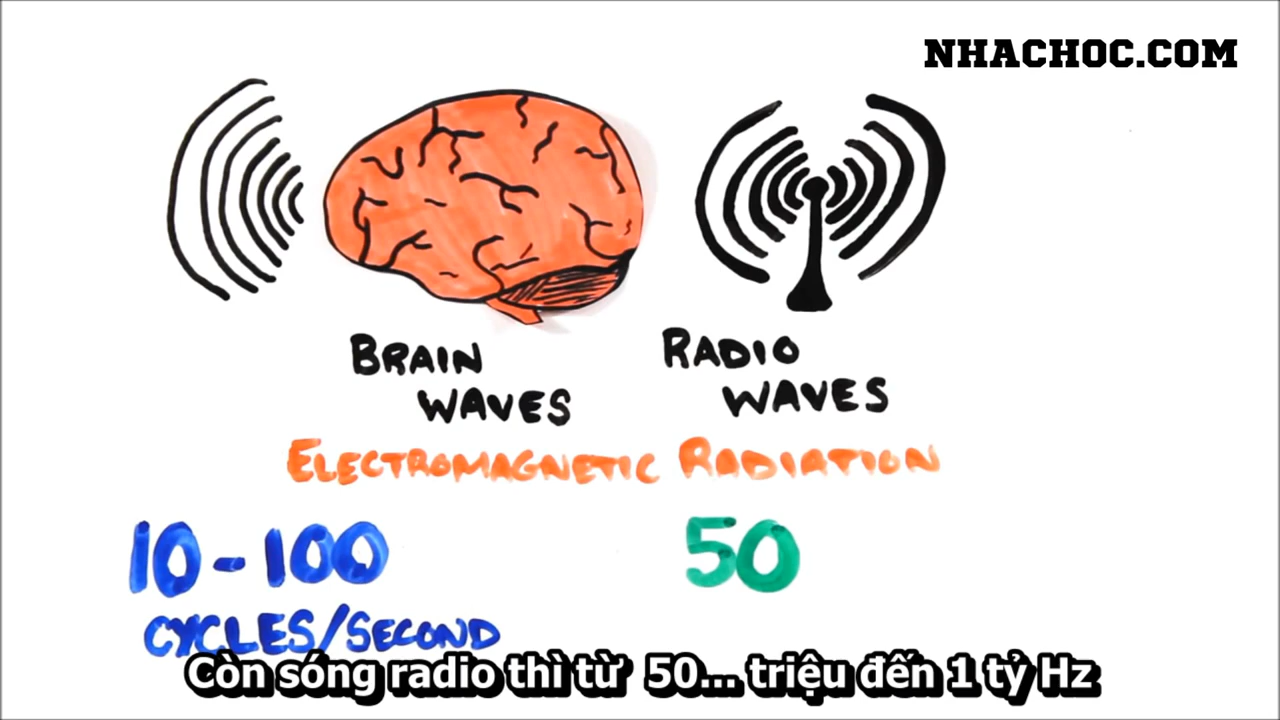 NHACHOC.COM
BRAIN WAVES
RADIO WAVES
ELECTROMAGNETIC RADIATION
10-100
50
CYCLES/SECOND
Còn sóng radio thì từ 50... triệu đến 1 tỷ Hz